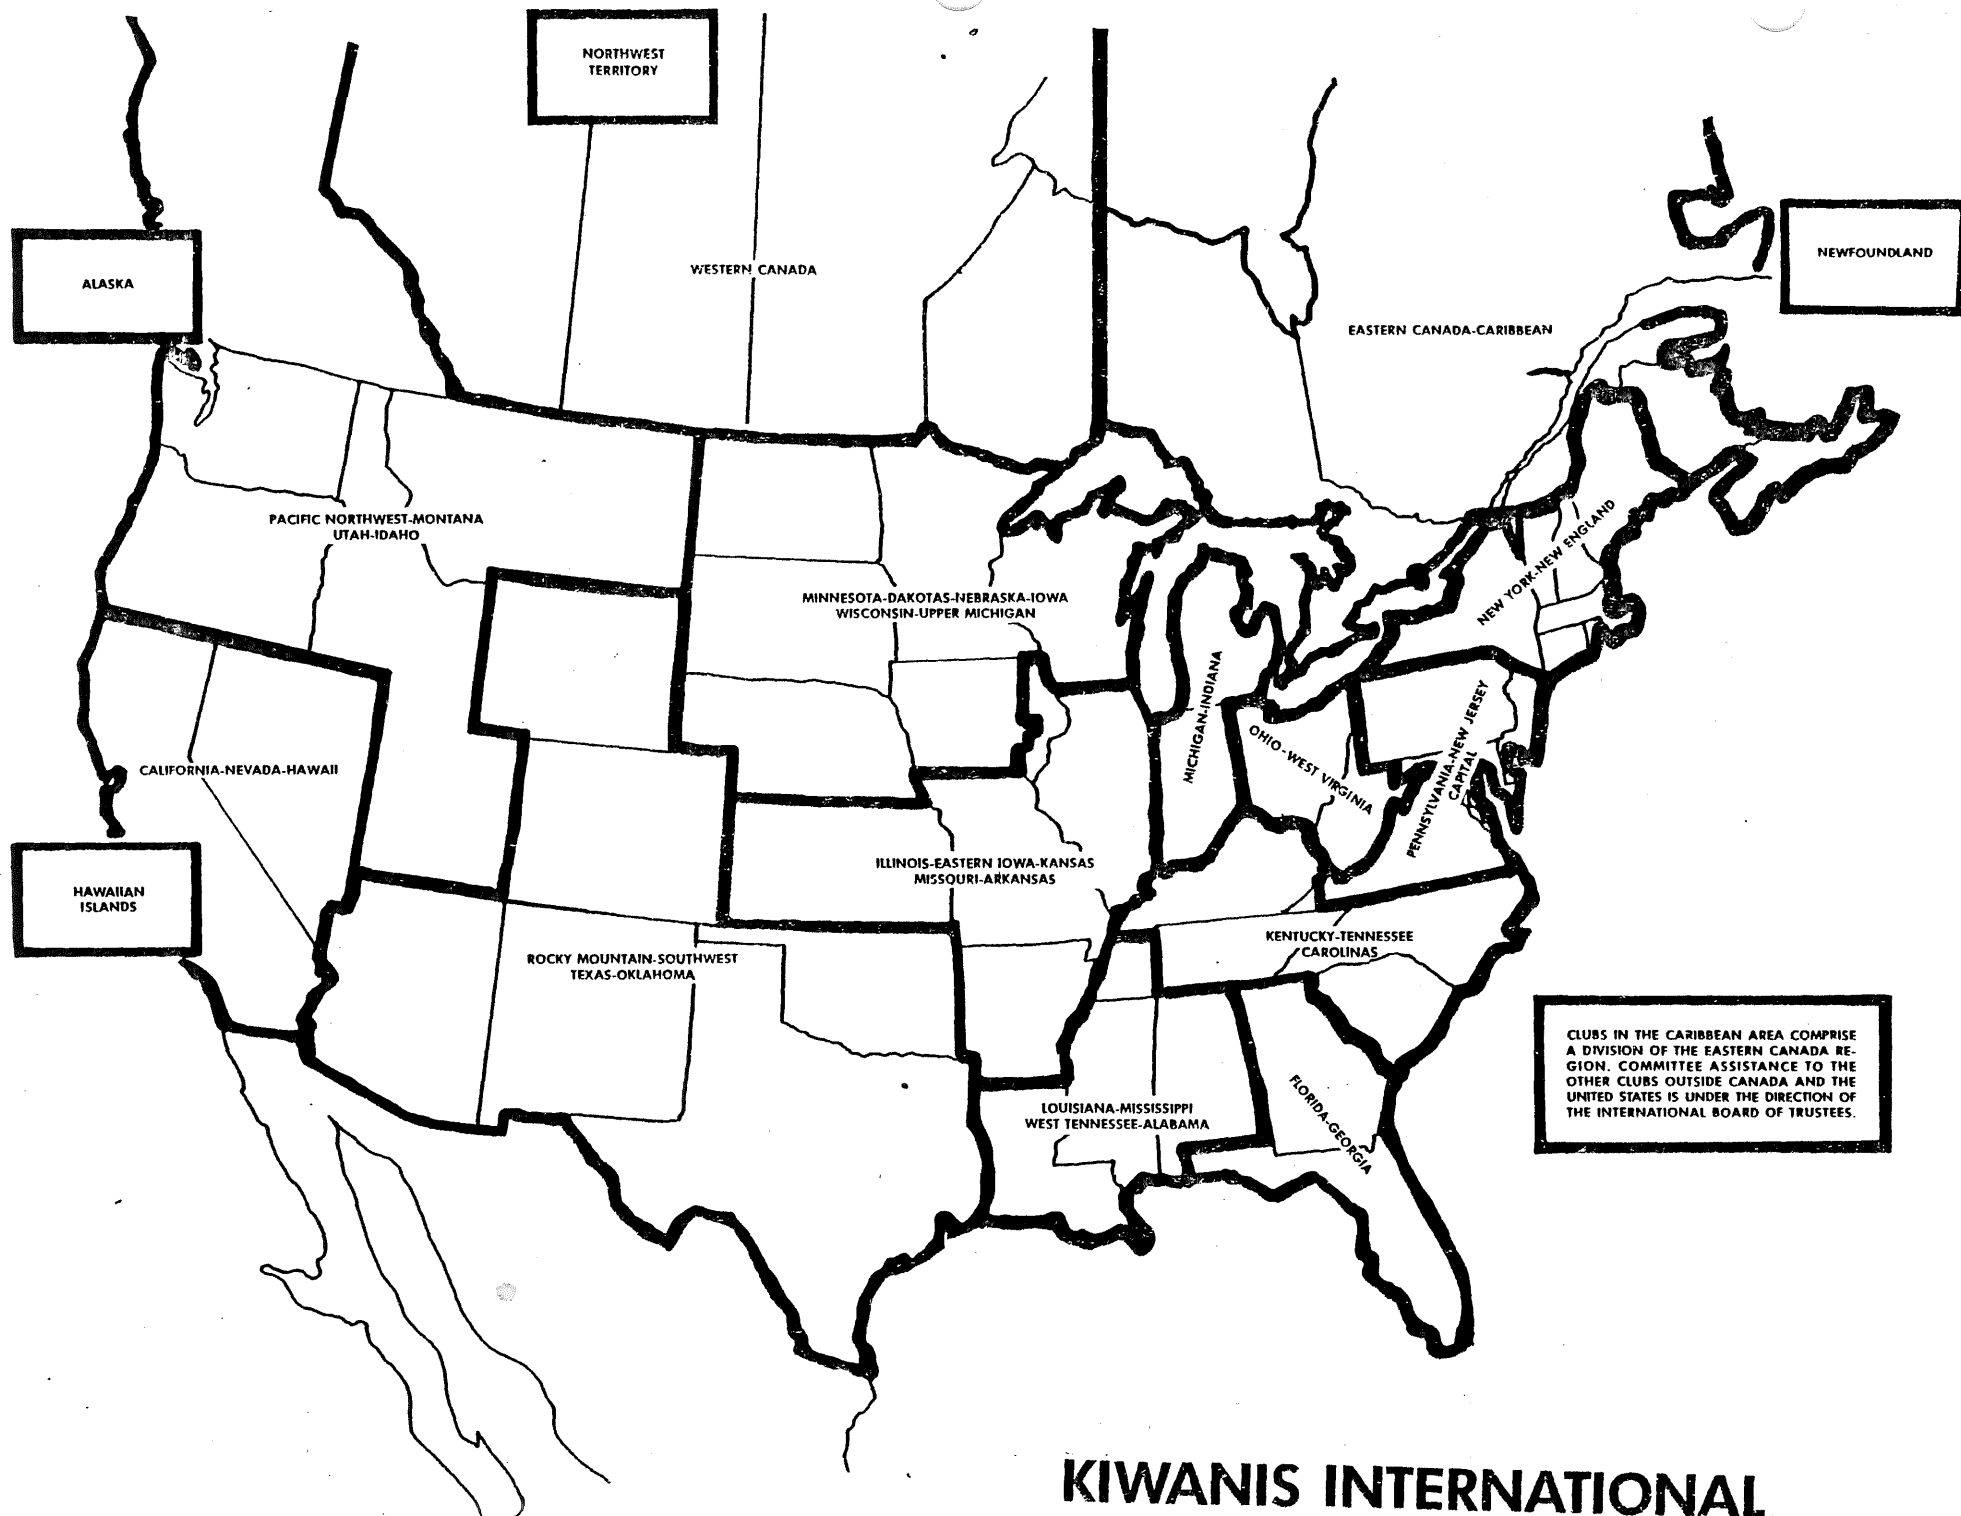 NORTHWEST
TERRITORY
ALASKA
WESTERN CANADA
NEWFOUNDLAND
EASTERN CANADA-CARIBBEAN
PACIFIC NORTHWEST-MONTANA
UTAH-IDAHO
MINNESOTA-DAKOTAS-NEBRASKA-IOWA
WISCONSIN-UPPER MICHIGAN
NEW YORK-NEW ENGLAND
MICHIGAN-INDIANA
OHIO-WEST VIRGINIA
PENNSYLVANIA-NEW JERSEY
CAPITAL
CALIFORNIA-NEVADA-HAWAII
HAWAIIAN
ISLANDS
ILLINOIS-EASTERN IOWA-KANSAS
MISSOURI-ARKANSAS
ROCKY MOUNTAIN-SOUTHWEST
TEXAS-OKLAHOMA
KENTUCKY-TENNESSEE
CAROLINAS
LOUISIANA-MISSISSIPPI
WEST TENNESSEE-ALABAMA
FLORIDA-GEORGIA
CLUBS IN THE CARIBBEAN AREA COMPRISE
A DIVISION OF THE EASTERN CANADA RE-
GION. COMMITTEE ASSISTANCE TO THE
OTHER CLUBS OUTSIDE CANADA AND THE
UNITED STATES IS UNDER THE DIRECTION OF
THE INTERNATIONAL BOARD OF TRUSTEES.
KIWANIS INTERNATIONAL